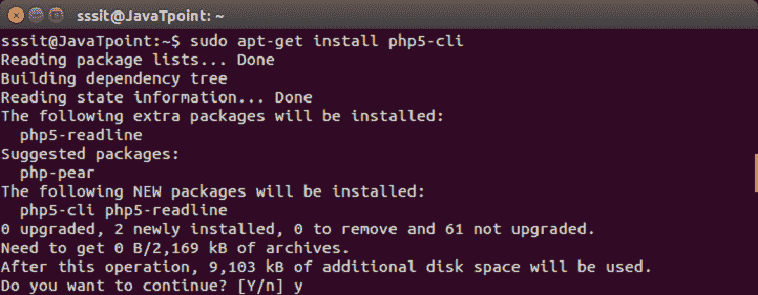 sssit@JavaTpoint: ~
sssit@JavaTpoint:~$ sudo apt-get install php5-cli
Reading package lists... Done
Building dependency tree
Reading state information... Done
The following extra packages will be installed:
  php5-readline
Suggested packages:
  php-pear
The following NEW packages will be installed:
  php5-cli php5-readline
0 upgraded, 2 newly installed, 0 to remove and 61 not upgraded.
Need to get 0 B/2,169 kB of archives.
After this operation, 9,103 kB of additional disk space will be used.
Do you want to continue? [Y/n] y